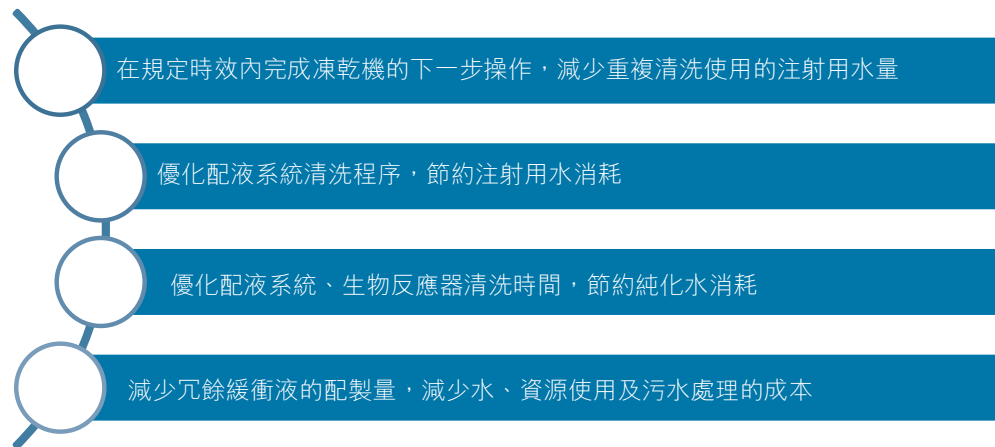 在規定時效內完成凍乾機的下一步操作，減少重複清洗使用的注射用水量
優化配液系統清洗程序，節約注射用水消耗
優化配液系統、生物反應器清洗時間，節約純化水消耗
減少冗餘緩衝液的配製量，減少水、資源使用及污水處理的成本